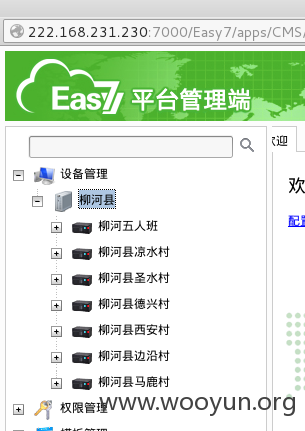 222.168.231.230:7000/Easy7/apps/CMS/
Easy7 平台管理端
设备管理
柳河县
柳河五人班
柳河县凉水村
柳河县圣水村
柳河县德兴村
柳河县西安村
柳河县边沿村
柳河县马鹿村
权限管理
欢迎
欢
配置
www.wooyun.org